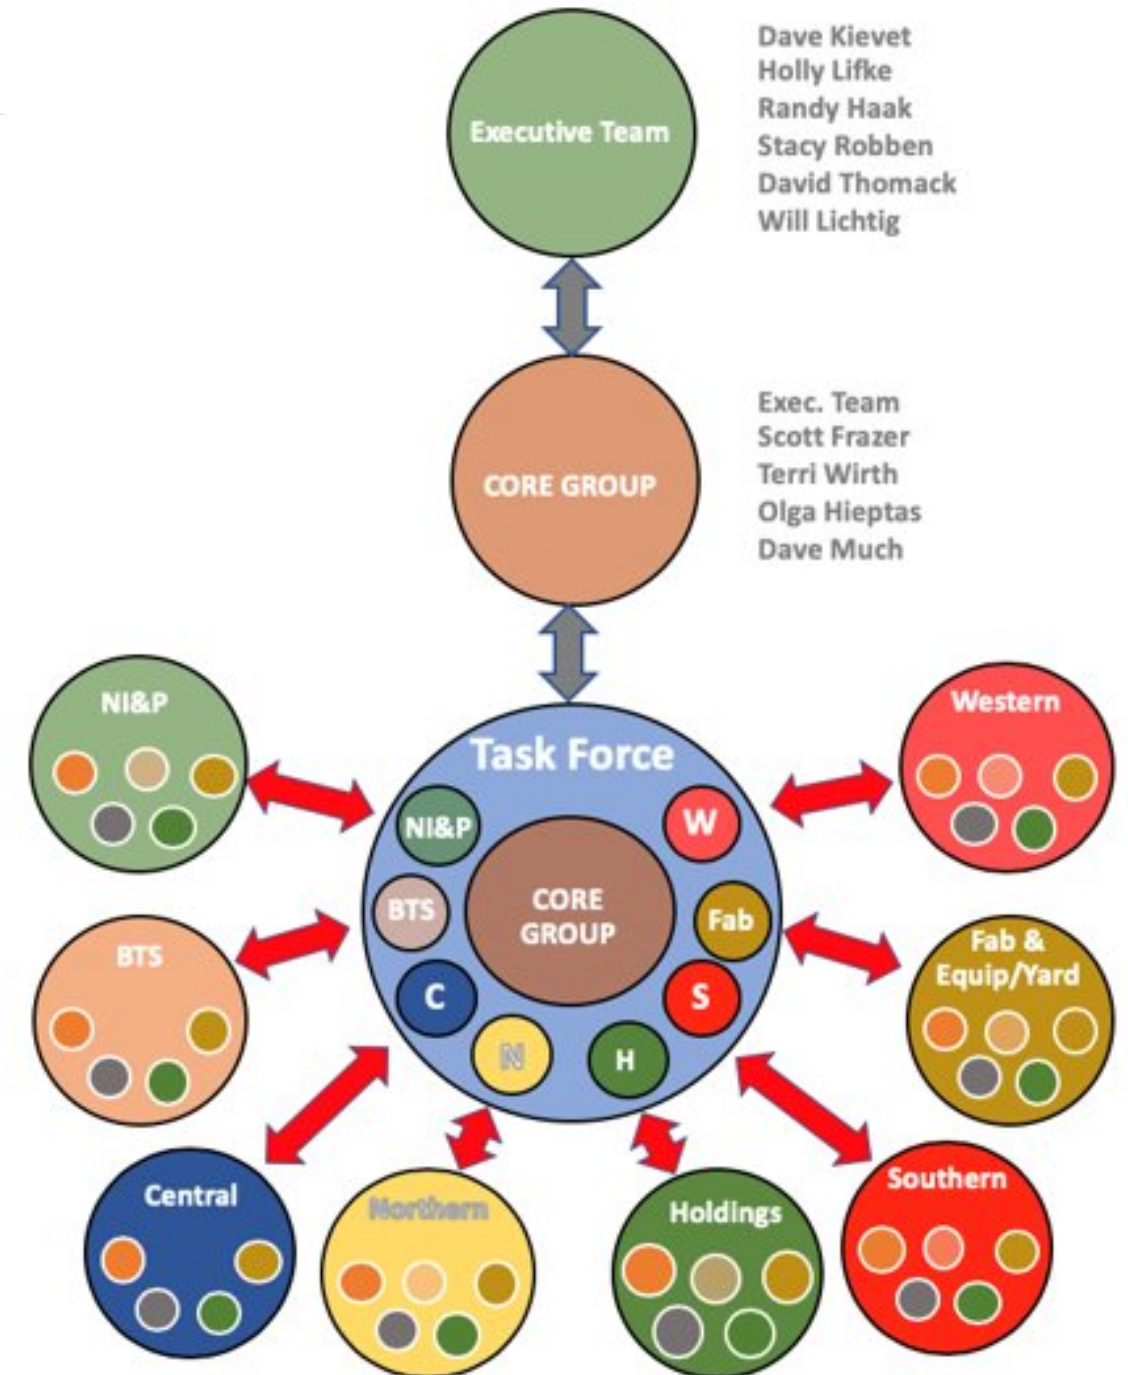 Executive Team
Dave Kievet
Holly Lifke
Randy Haak
Stacy Robben
David Thomack
Will Lichtig
CORE GROUP
Exec. Team
Scott Frazer
Terri Wirth
Olga Hieptas
Dave Much
Task Force
NI&P
W
BTS
Fab
C
S
N
H
CORE
GROUP
NI&P
Western
BTS
Fab &
Equip/Yard
Central
Northern
Holdings
Southern